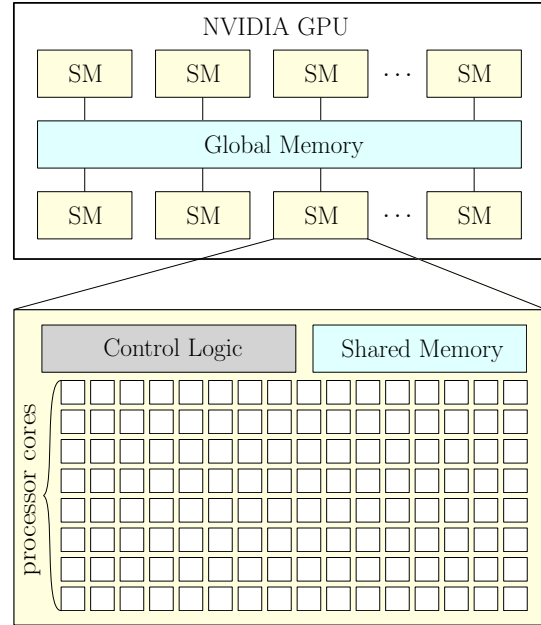 NVIDIA GPU
SM SM SM ··· SM
Global Memory
SM SM SM ··· SM
Control Logic Shared Memory
processor cores